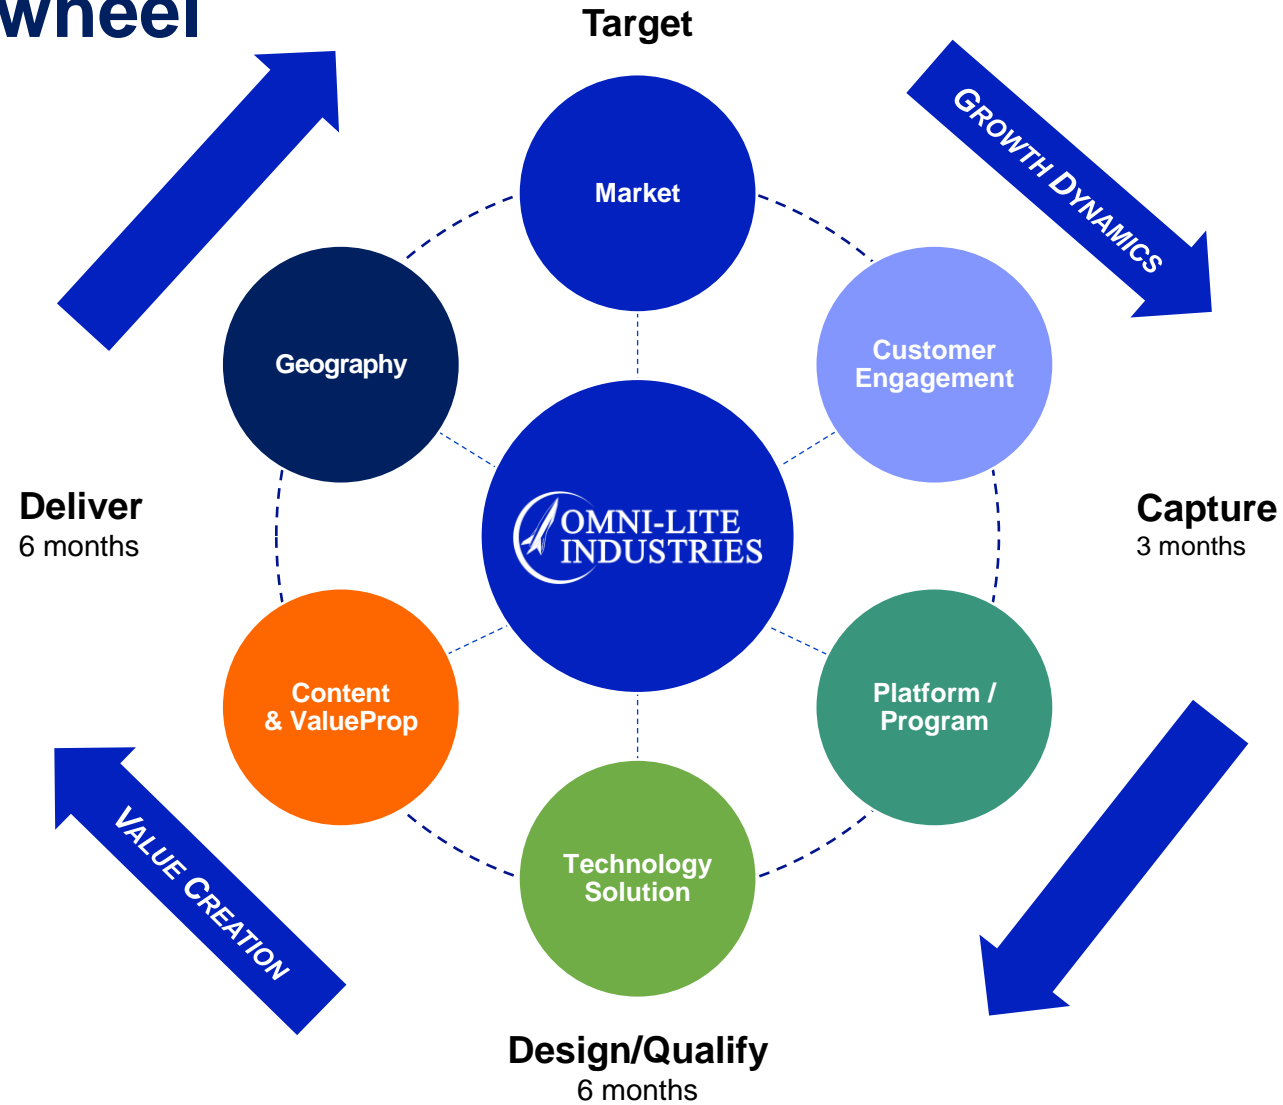 wheel
Target
GROWTH DYNAMICS
Market
Geography
Customer
Engagement
OMNI-LITE
INDUSTRIES
Deliver
6 months
Capture
3 months
Content
& ValueProp
Platform /
Program
VALUE CREATION
Technology
Solution
Design/Qualify
6 months